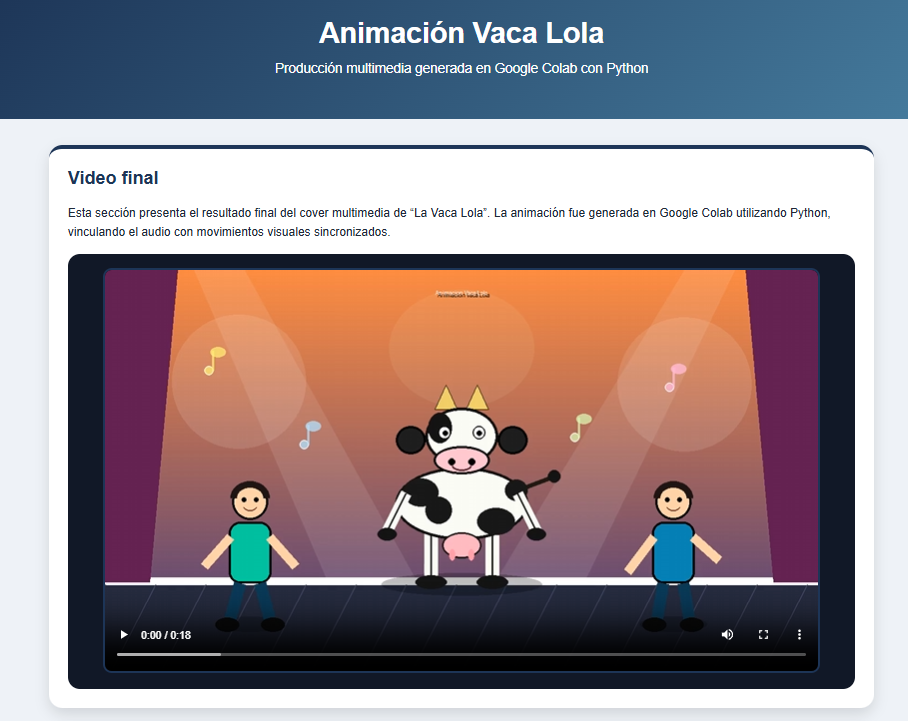 Animación Vaca Lola
Producción multimedia generada en Google Colab con Python
Video final
Esta sección presenta el resultado final del cover multimedia de “La Vaca Lola”. La animación fue generada en Google Colab utilizando Python,
vinculando el audio con movimientos visuales sincronizados.
Animación Vaca Lola
0:00 / 0:18